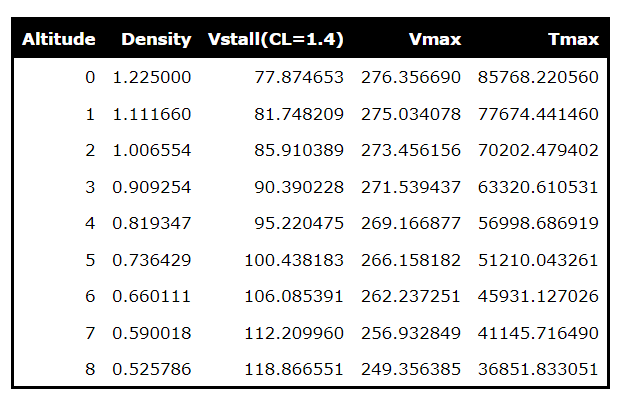 Altitude Density Vstall(CL=1.4) Vmax Tmax
0 1.225000 77.874653 276.356690 85768.220560
1 1.111660 81.748209 275.034078 77674.441460
2 1.006554 85.910389 273.456156 70202.479402
3 0.909254 90.390228 271.539437 63320.610531
4 0.819347 95.220475 269.166877 56998.686919
5 0.736429 100.438183 266.158182 51210.043261
6 0.660111 106.085391 262.237251 45931.127026
7 0.590018 112.209960 256.932849 41145.716490
8 0.525786 118.866551 249.356385 36851.833051